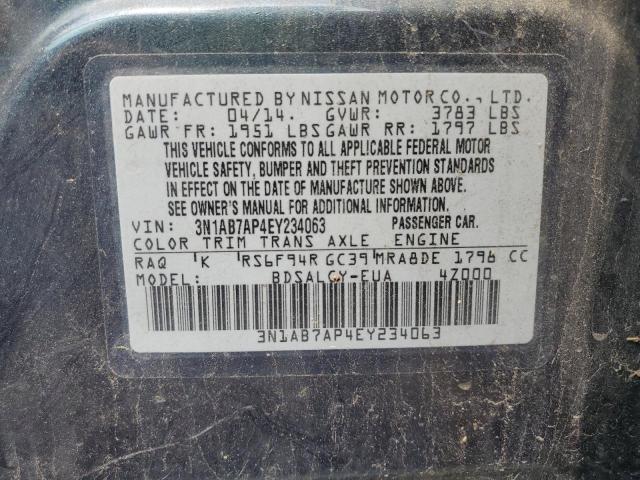 MANUFACTURED BY NISSAN MOTOR CO., LTD.
DATE: 04/14. GVWR: 3783 LBS
GAWR FR: 1951 LBS GAWR RR: 1797 LBS
THIS VEHICLE CONFORMS TO ALL APPLICABLE FEDERAL MOTOR
VEHICLE SAFETY, BUMPER AND THEFT PREVENTION STANDARDS
IN EFFECT ON THE DATE OF MANUFACTURE SHOWN ABOVE.
SEE OWNER'S MANUAL FOR ADDITIONAL INFORMATION.
VIN: 3N1AB7AP4EY234063 PASSENGER CAR.
COLOR TRIM TRANS AXLE ENGINE
RAQ K RS6F94R GC39 MRA8DE 1798 CC
MODEL: BDSALGY-EUA 4Z000
3N1AB7AP4EY234063